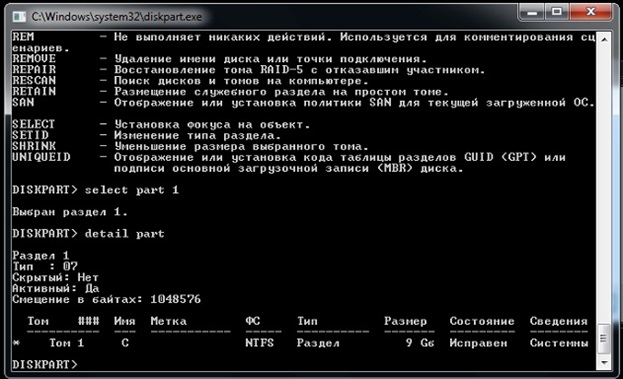 C:\Windows\system32\diskpart.exe
REM - Не выполняет никаких действий. Используется для комментирования сц
енариев.
REMOVE - Удаление имени диска или точки подключения.
REPAIR - Восстановление тома RAID-5 с отказавшим участником.
RESCAN - Поиск дисков и томов на компьютере.
RETAIN - Размещение служебного раздела на простом томе.
SAN - Отображение или установка политики SAN для текущей загруженной ОС.
SELECT - Установка фокуса на объект.
SETID - Изменение типа раздела.
SHRINK - Уменьшение размера выбранного тома.
UNIQUEID - Отображение или установка кода таблицы разделов GUID (GPT) или
подписи основной загрузочной записи (MBR) диска.
DISKPART> select part 1
Выбран раздел 1.
DISKPART> detail part
Раздел 1
Тип : 07
Скрытый: Нет
Активный: Да
Смещение в байтах: 1048576
Том ### Имя Метка ФС Тип Размер Состояние Сведения
---------- --- ----------- ----- ---------- ------- --------- --------
* Том 1 C NTFS Раздел 9 Gб Исправен Системны
DISKPART>